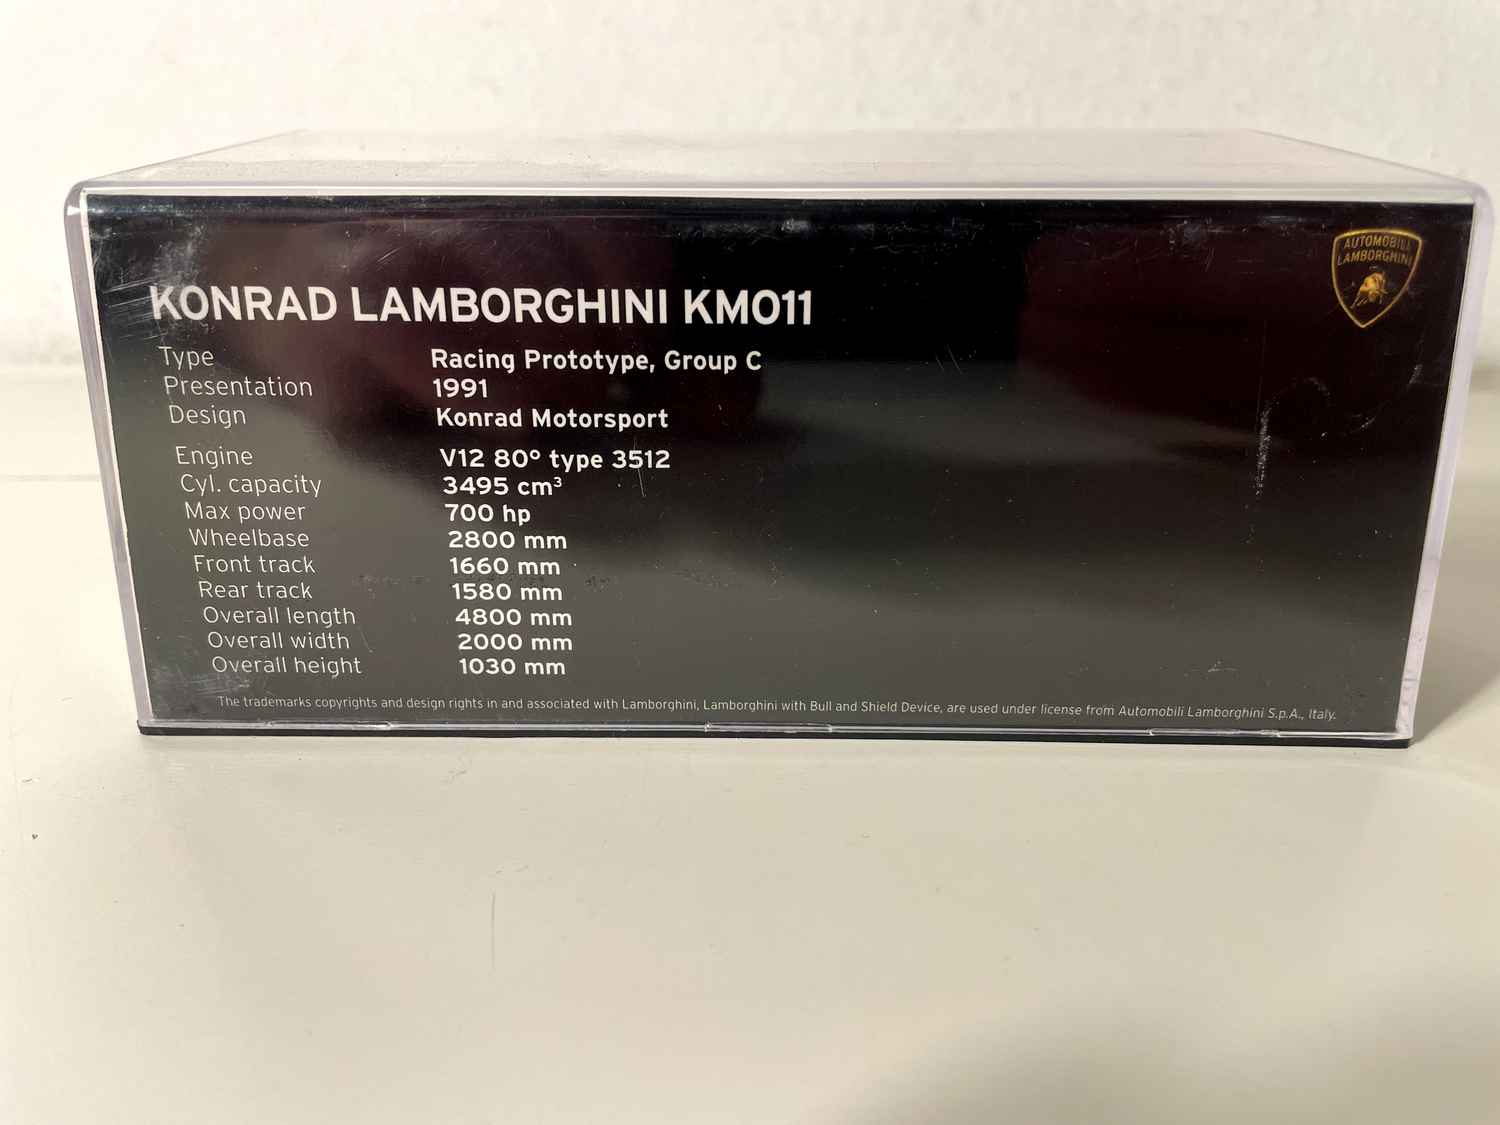 AUTOMOBILI
LAMBORGHINI
KONRAD LAMBORGHINI KM011
Type Racing Prototype, Group C
Presentation 1991
Design Konrad Motorsport
Engine V12 80° type 3512
Cyl. capacity 3495 cm³
Max power 700 hp
Wheelbase 2800 mm
Front track 1660 mm
Rear track 1580 mm
Overall length 4800 mm
Overall width 2000 mm
Overall height 1030 mm
The trademarks copyrights and design rights in and associated with Lamborghini, Lamborghini with Bull and Shield Device, are used under license from Automobili Lamborghini S.p.A., Italy.